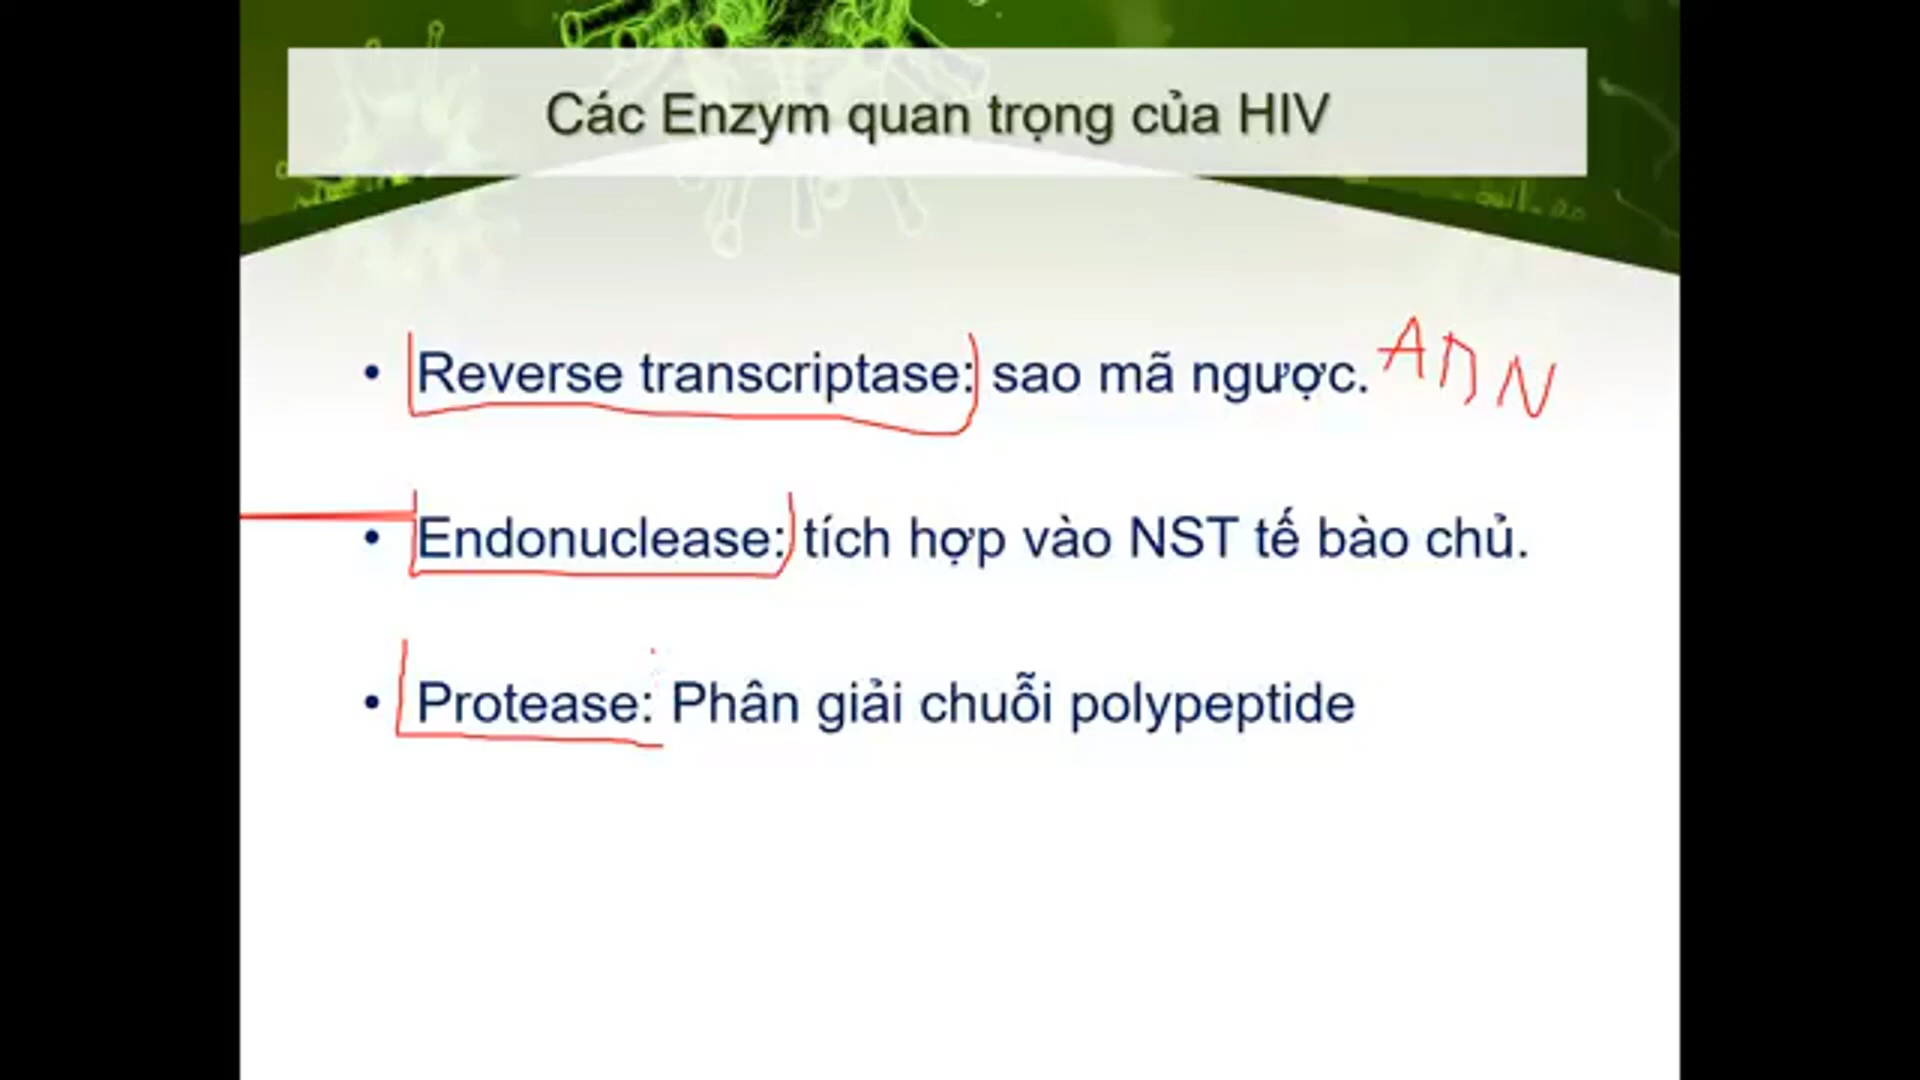 Các Enzym quan trọng của HIV
• Reverse transcriptase: sao mã ngược. ADN
• Endonuclease: tích hợp vào NST tế bào chủ.
• Protease: Phân giải chuỗi polypeptide